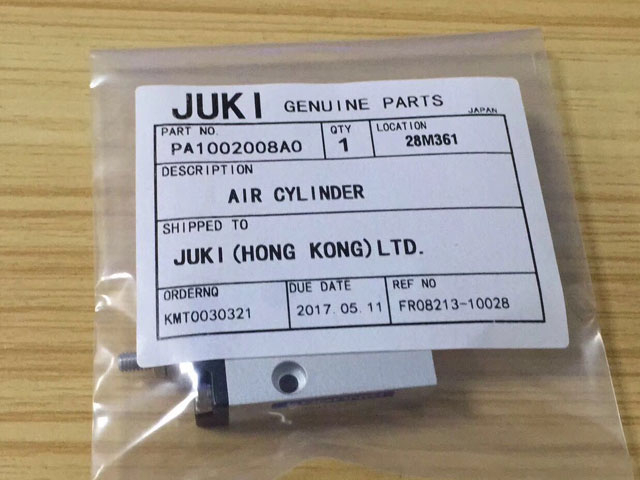 JUKI GENUINE PARTS JAPAN
PART NO. QTY LOCATION
PA1002008A0 1 28M361
DESCRIPTION
AIR CYLINDER
SHIPPED TO
JUKI(HONG KONG)LTD.
ORDERNO DUE DATE REF NO
KMT0030321 2017.05.11 FR08213-10028